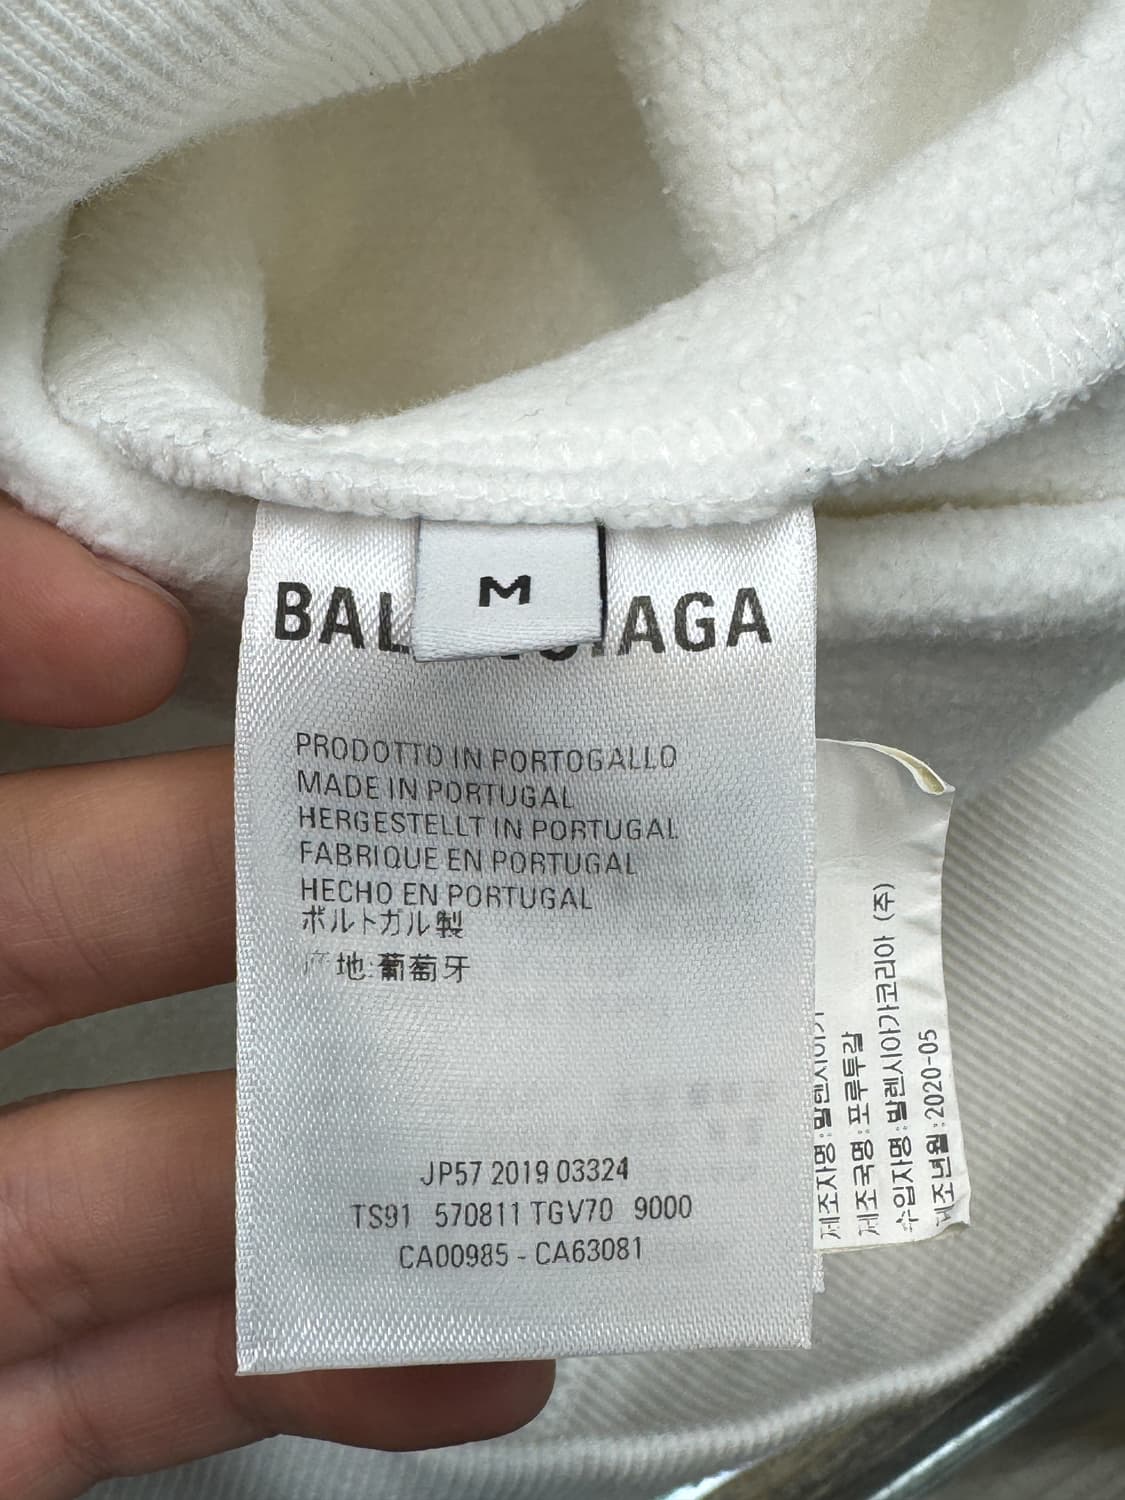 M
BALENCIAGA
PRODOTTO IN PORTOGALLO
MADE IN PORTUGAL
HERGESTELLT IN PORTUGAL
FABRIQUE EN PORTUGAL
HECHO EN PORTUGAL
ポルトガル製
产地:葡萄牙
JP57 2019 03324
TS91 570811 TGV70 9000
CA00985 - CA63081
제조자명:발렌시아가
제조국명:포루투갈
수입자명:발렌시아가코리아 (주)
제조년월:2020-05